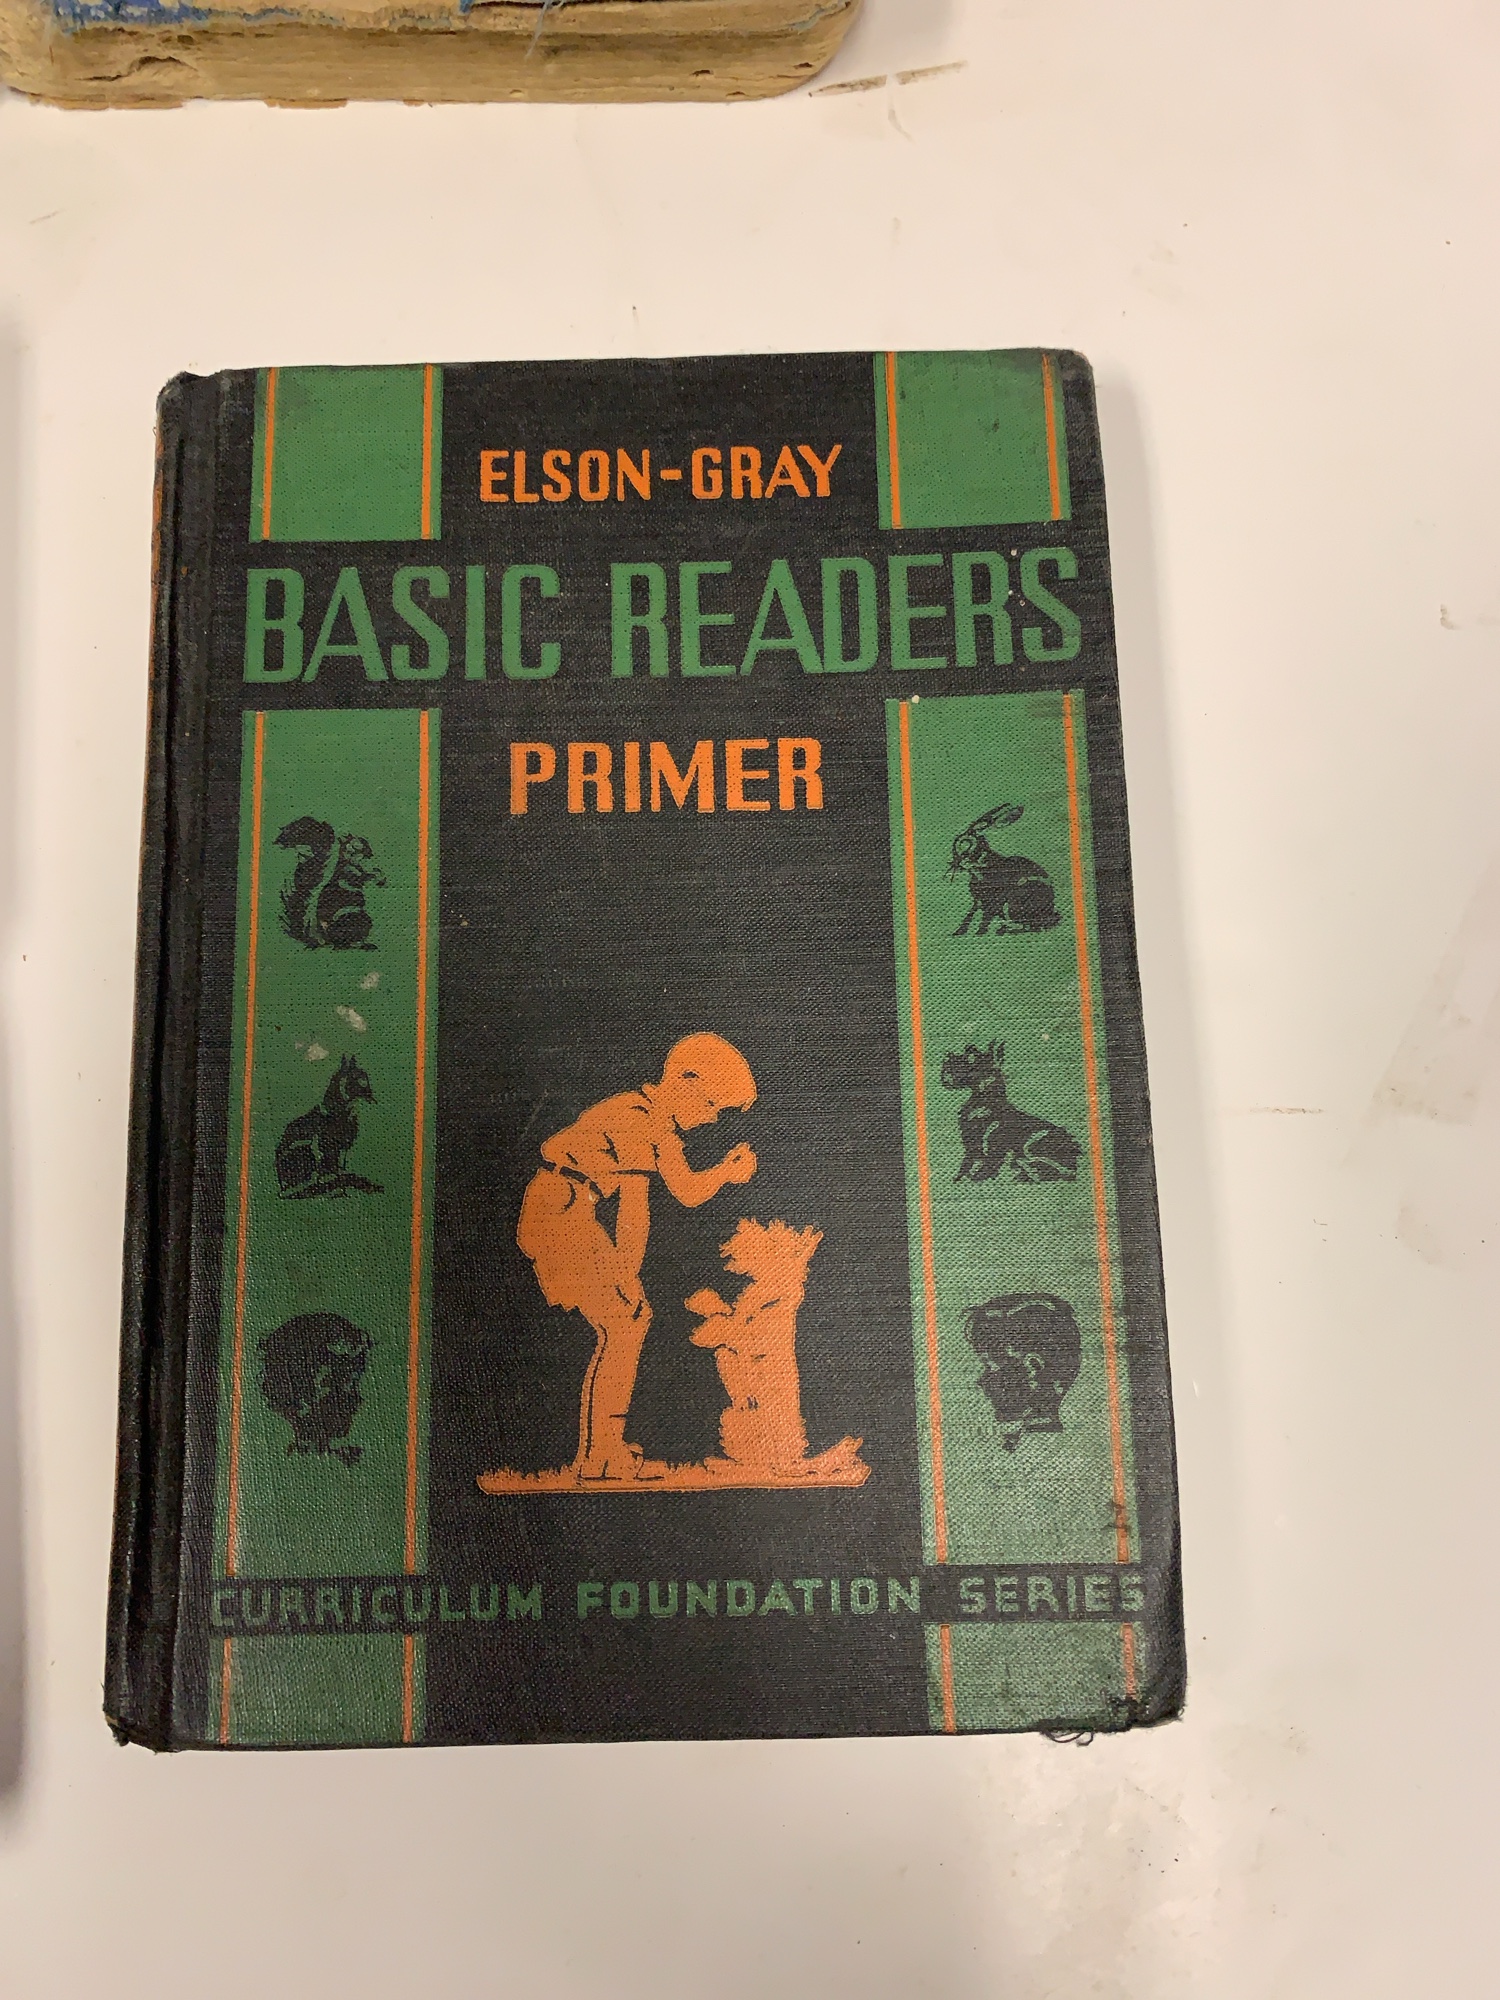 ELSON-GRAY
BASIC READERS
PRIMER
CURRICULUM FOUNDATION SERIES